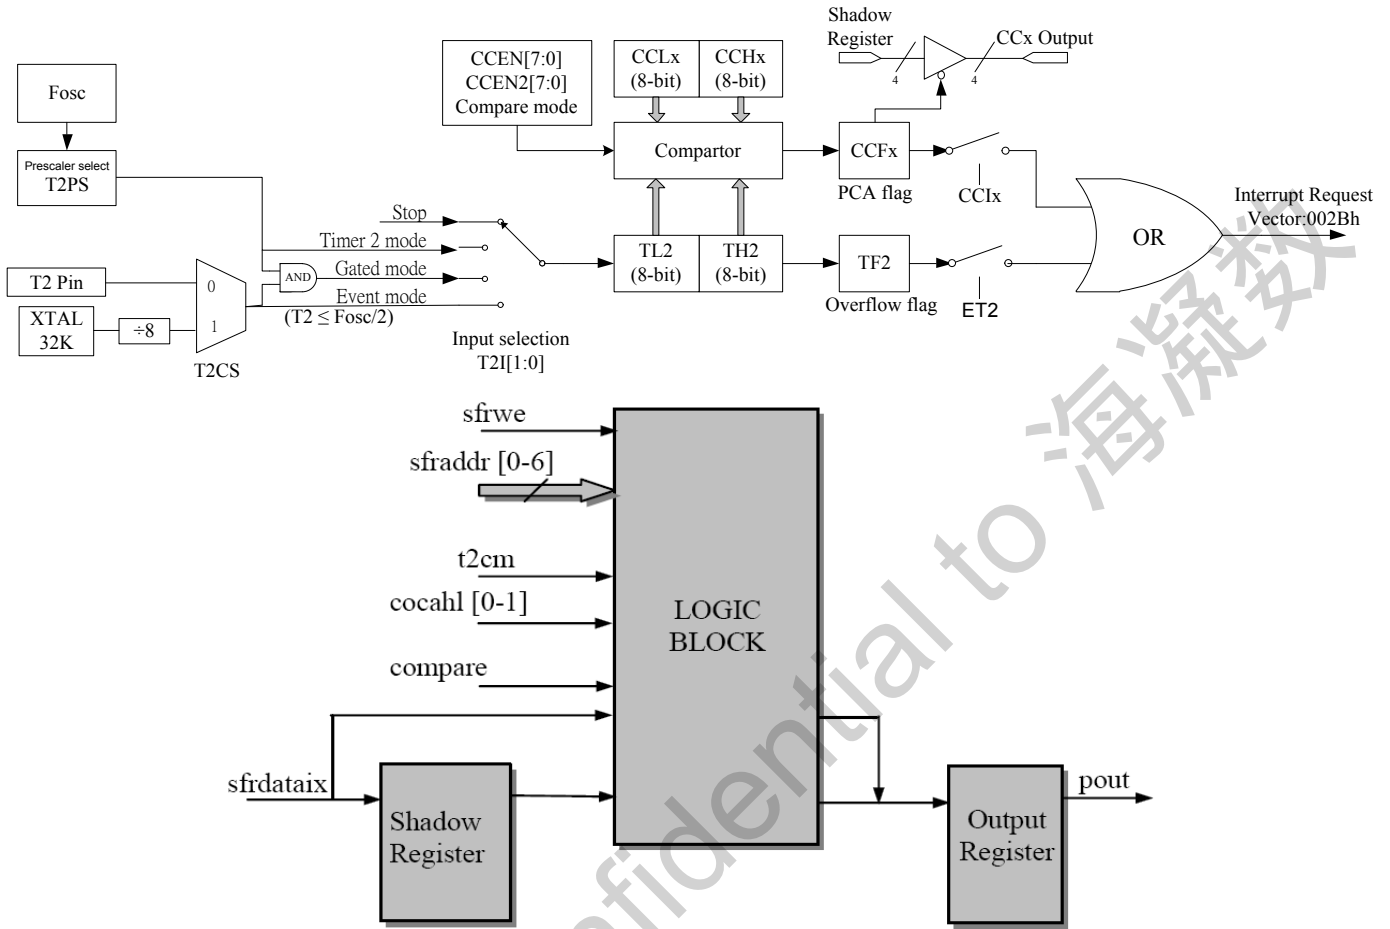 Shadow
Register
CCx Output
4
4
CCEN[7:0]
CCEN2[7:0]
Compare mode
CCLx
(8-bit)
CCHx
(8-bit)
Fosc
Prescaler select
T2PS
Compartor
CCFx
PCA flag
CCIx
Interrupt Request
Vector:002Bh
OR
Stop
Timer 2 mode
Gated mode
Event mode
(T2 ≤ Fosc/2)
AND
T2 Pin
XTAL
32K
÷8
0
1
T2CS
Input selection
T2I[1:0]
TL2
(8-bit)
TH2
(8-bit)
TF2
Overflow flag
ET2
sfrwe
sfraddr [0-6]
t2cm
cocahl [0-1]
compare
sfrdataix
LOGIC
BLOCK
Shadow
Register
Output
Register
pout
nfidential to 海凝数